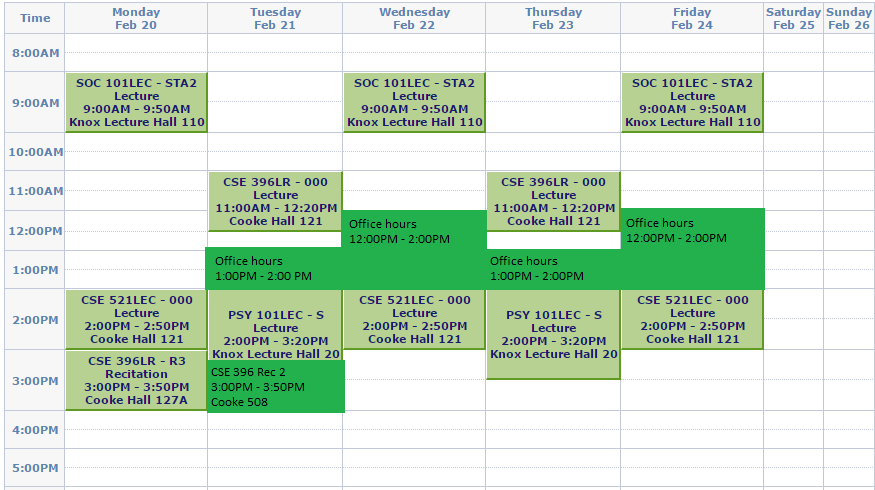 Time
Monday
Feb 20
Tuesday
Feb 21
Wednesday
Feb 22
Thursday
Feb 23
Friday
Feb 24
Saturday
Feb 25
Sunday
Feb 26
8:00AM
9:00AM
SOC 101LEC - STA2
Lecture
9:00AM - 9:50AM
Knox Lecture Hall 110
SOC 101LEC - STA2
Lecture
9:00AM - 9:50AM
Knox Lecture Hall 110
SOC 101LEC - STA2
Lecture
9:00AM - 9:50AM
Knox Lecture Hall 110
10:00AM
11:00AM
CSE 396LR - 000
Lecture
11:00AM - 12:20PM
Cooke Hall 121
CSE 396LR - 000
Lecture
11:00AM - 12:20PM
Cooke Hall 121
12:00PM
Office hours
12:00PM - 2:00PM
Office hours
12:00PM - 2:00PM
1:00PM
Office hours
1:00PM - 2:00 PM
Office hours
1:00PM - 2:00PM
2:00PM
CSE 521LEC - 000
Lecture
2:00PM - 2:50PM
Cooke Hall 121
PSY 101LEC - S
Lecture
2:00PM - 3:20PM
Knox Lecture Hall 20
CSE 521LEC - 000
Lecture
2:00PM - 2:50PM
Cooke Hall 121
PSY 101LEC - S
Lecture
2:00PM - 3:20PM
Knox Lecture Hall 20
CSE 521LEC - 000
Lecture
2:00PM - 2:50PM
Cooke Hall 121
3:00PM
CSE 396LR - R3
Recitation
3:00PM - 3:50PM
Cooke Hall 127A
CSE 396 Rec 2
3:00PM - 3:50PM
Cooke 508
4:00PM
5:00PM